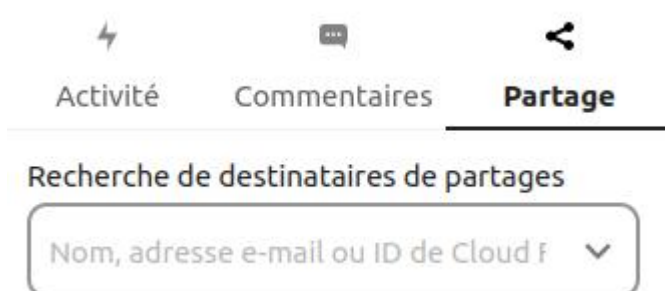 Activité
Commentaires
Partage
Recherche de destinataires de partages
Nom, adresse e-mail ou ID de Cloud